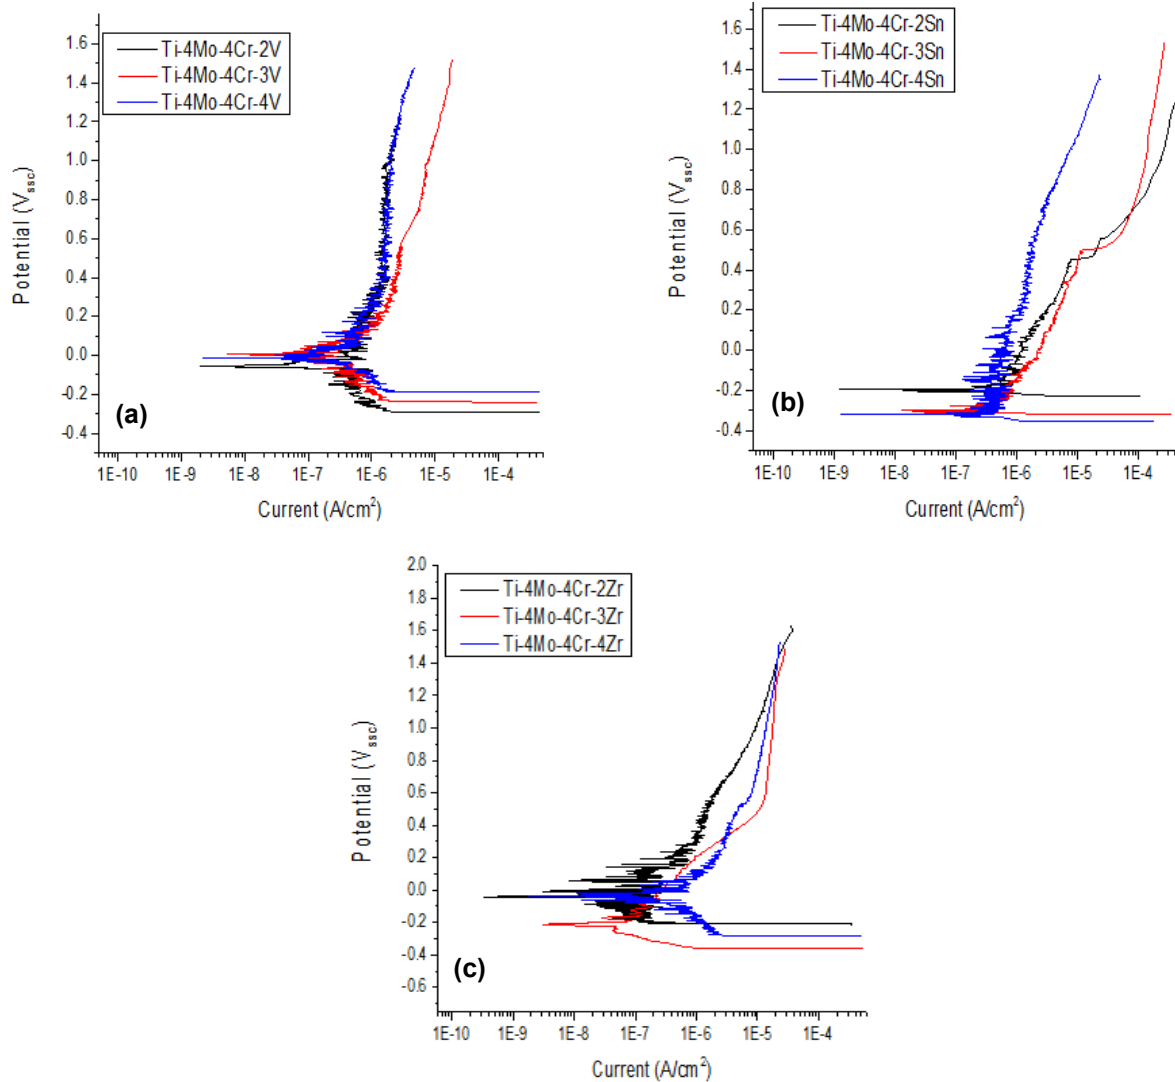 Ti-4Mo-4Cr-2V
Ti-4Mo-4Cr-3V
Ti-4Mo-4Cr-4V
1.6
1.4
1.2
1.0
0.8
0.6
0.4
0.2
0.0
-0.2
-0.4
Potential (V_ssc)
(a)
1E-10 1E-9 1E-8 1E-7 1E-6 1E-5 1E-4
Current (A/cm²)
Ti-4Mo-4Cr-2Sn
Ti-4Mo-4Cr-3Sn
Ti-4Mo-4Cr-4Sn
1.6
1.4
1.2
1.0
0.8
0.6
0.4
0.2
0.0
-0.2
-0.4
Potential (V_ssc)
(b)
1E-10 1E-9 1E-8 1E-7 1E-6 1E-5 1E-4
Current (A/cm²)
Ti-4Mo-4Cr-2Zr
Ti-4Mo-4Cr-3Zr
Ti-4Mo-4Cr-4Zr
2.0
1.8
1.6
1.4
1.2
1.0
0.8
0.6
0.4
0.2
0.0
-0.2
-0.4
-0.6
Potential (V_ssc)
(c)
1E-10 1E-9 1E-8 1E-7 1E-6 1E-5 1E-4
Current (A/cm²)